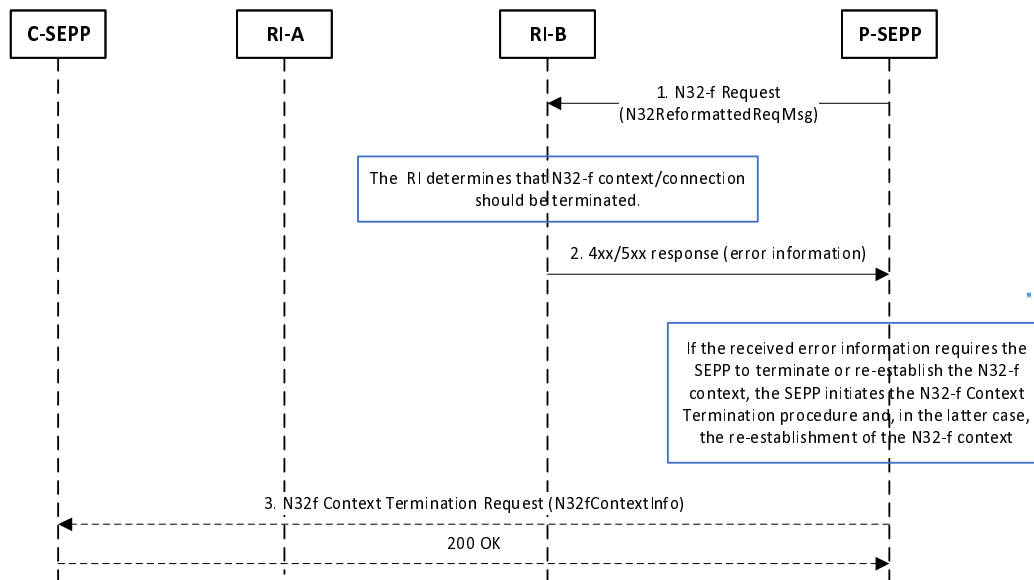 C-SEPP
RI-A
RI-B
P-SEPP
1. N32-f Request
(N32ReformattedReqMsg)
The RI determines that N32-f context/connection
should be terminated.
2. 4xx/5xx response (error information)
If the received error information requires the
SEPP to terminate or re-establish the N32-f
context, the SEPP initiates the N32-f Context
Termination procedure and, in the latter case,
the re-establishment of the N32-f context
3. N32f Context Termination Request (N32fContextInfo)
200 OK